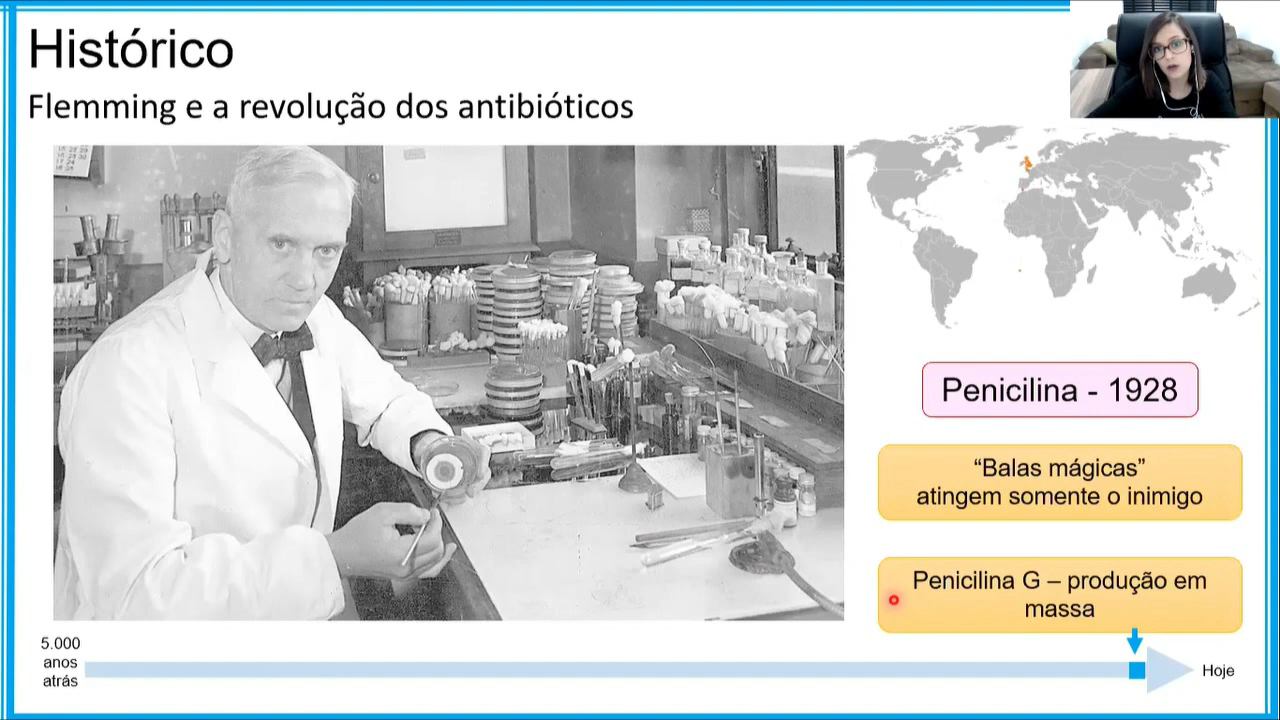 Histórico
Flemming e a revolução dos antibióticos
Penicilina - 1928
“Balas mágicas”
atingem somente o inimigo
Penicilina G – produção em
massa
5.000
anos
atrás
Hoje